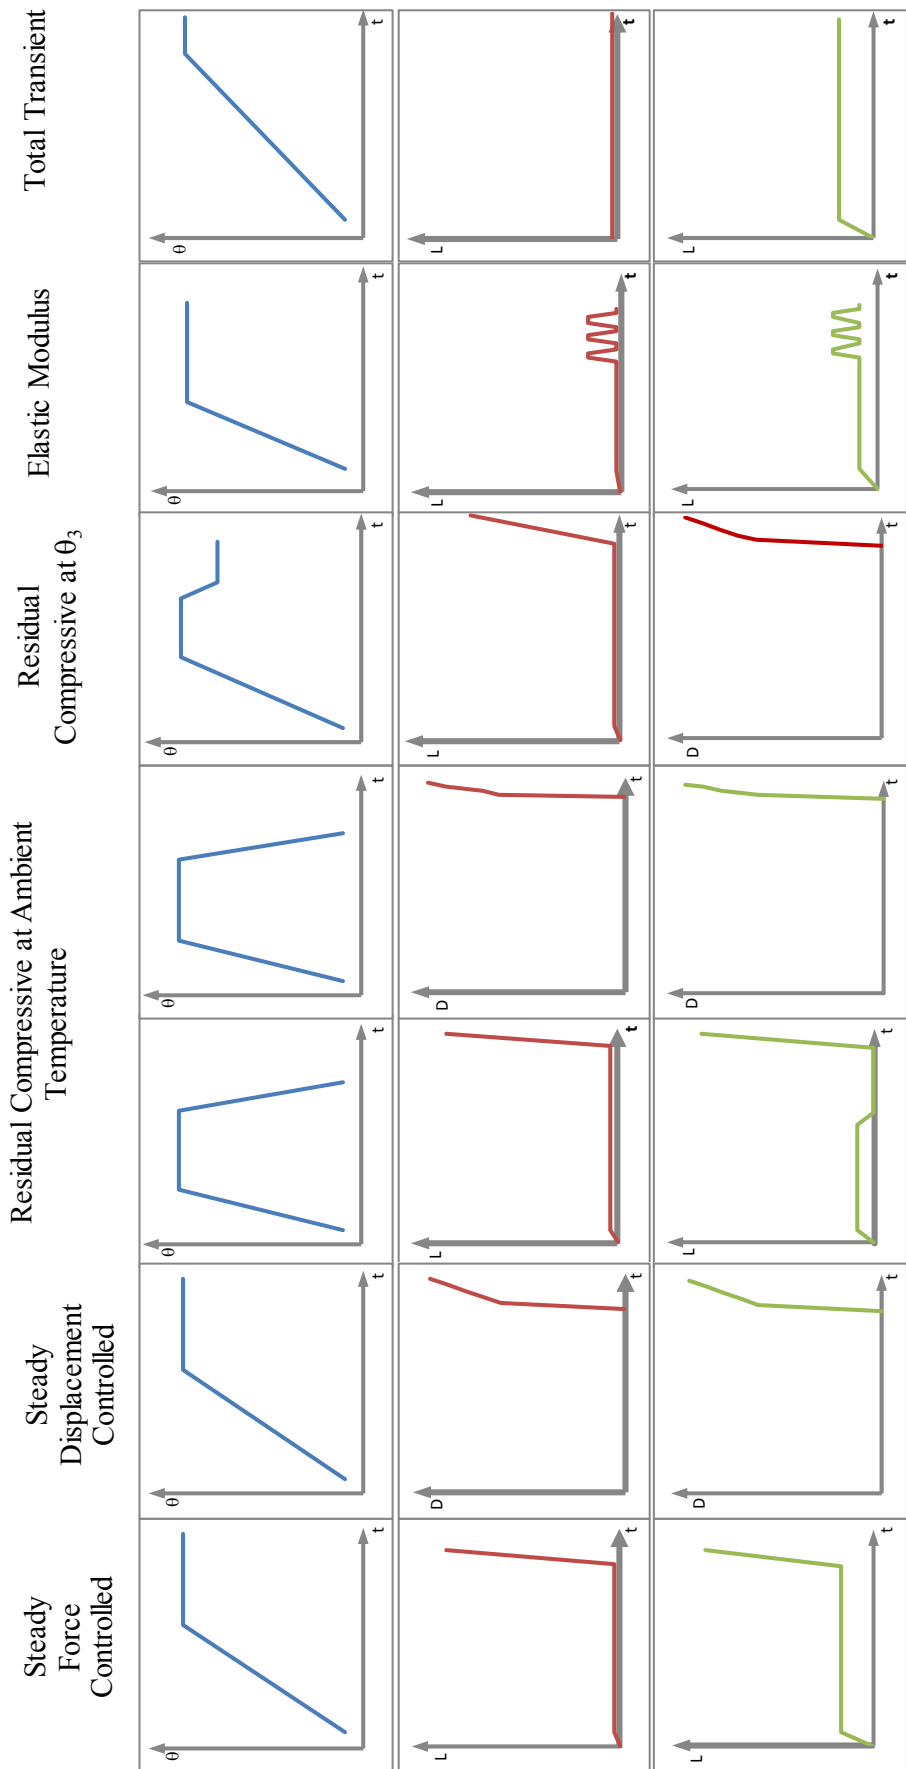 Steady
Force
Controlled
Steady
Displacement
Controlled
Residual Compressive at Ambient
Temperature
Residual
Compressive at θ₃
Elastic Modulus
Total Transient
θ
t
θ
t
θ
t
θ
t
θ
t
θ
t
θ
t
L
t
D
t
L
t
D
t
L
t
L
t
L
t
L
t
D
t
L
t
D
t
D
t
L
t
L
t